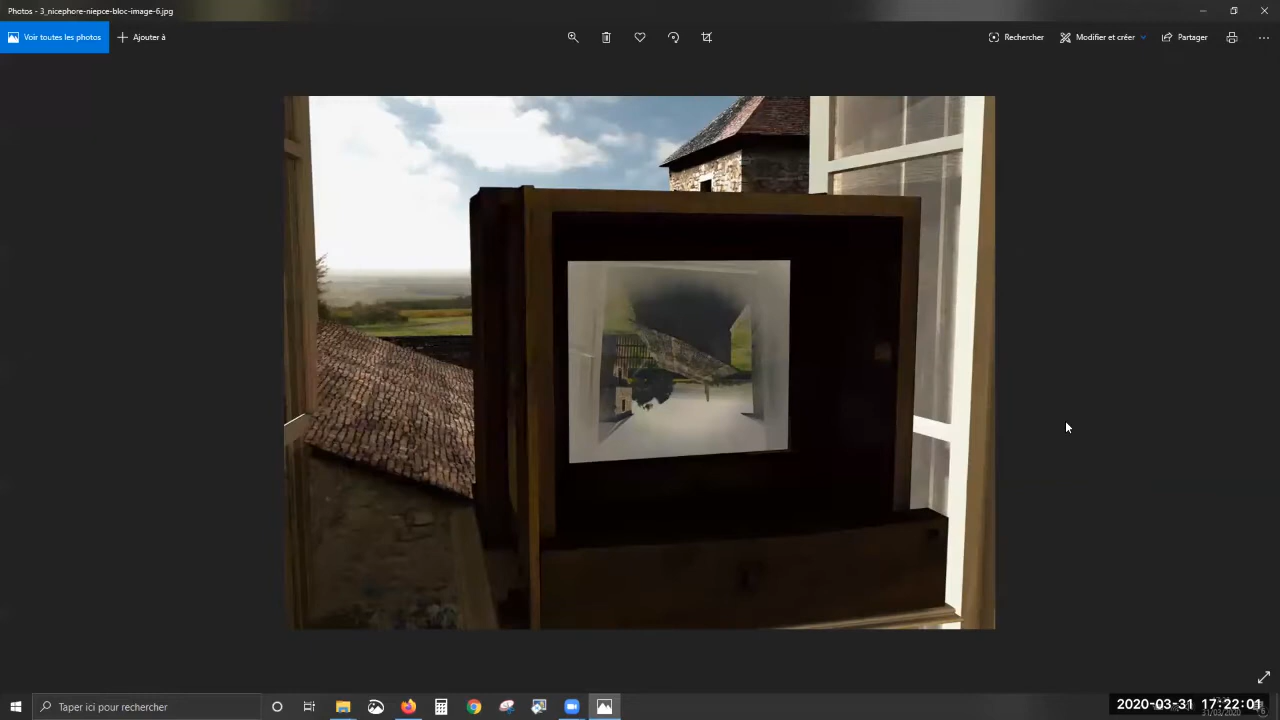 Photos - 3_nicephore-niepce-bloc-image-6.jpg
Voir toutes les photos
Ajouter à
Rechercher
Modifier et créer
Partager
Taper ici pour rechercher
2020-03-31 17:22:01